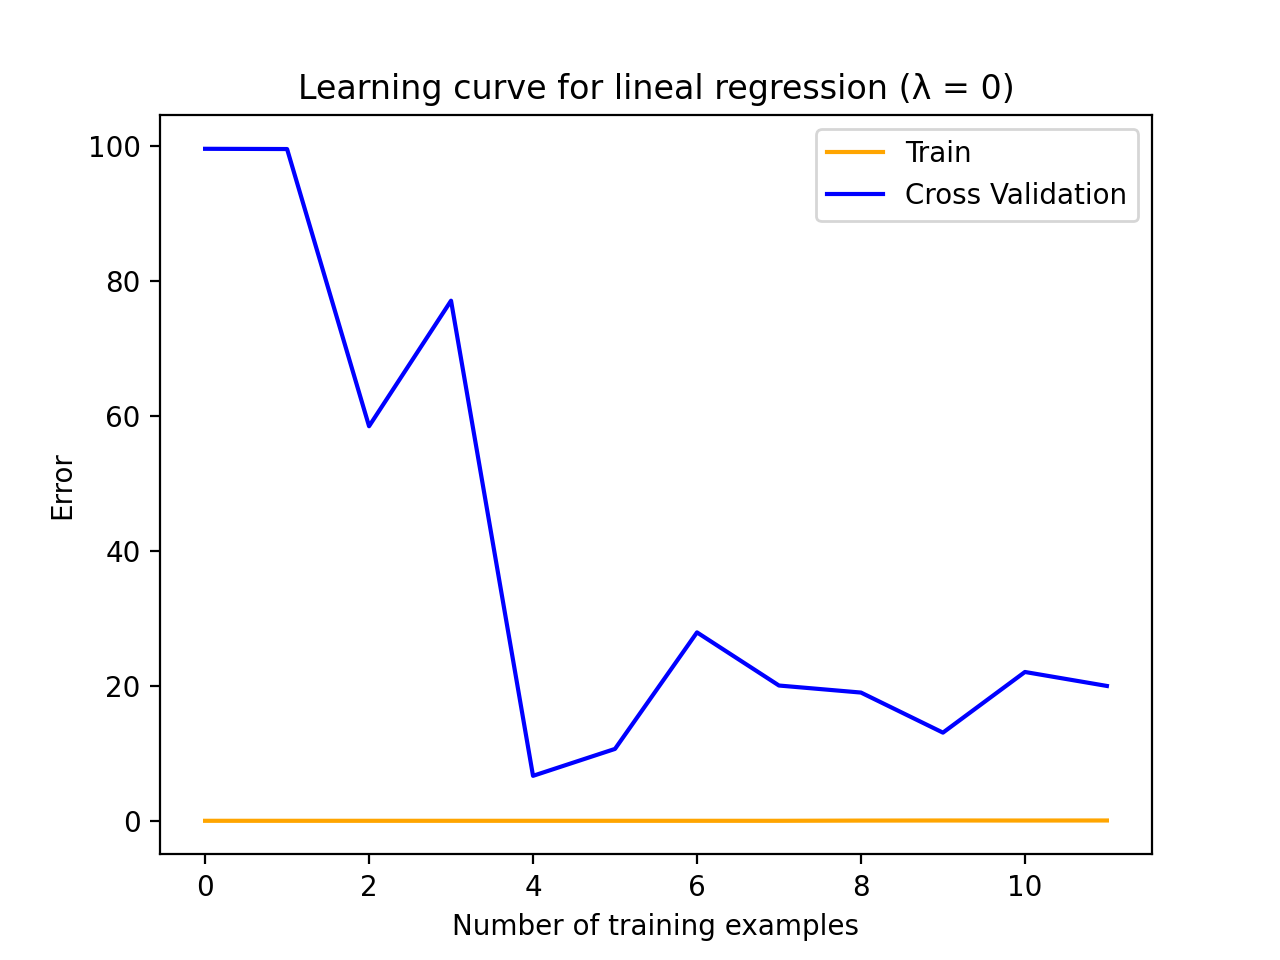 Learning curve for lineal regression (λ = 0)
Train
Cross Validation
100
80
60
40
20
0
Error
0 2 4 6 8 10
Number of training examples